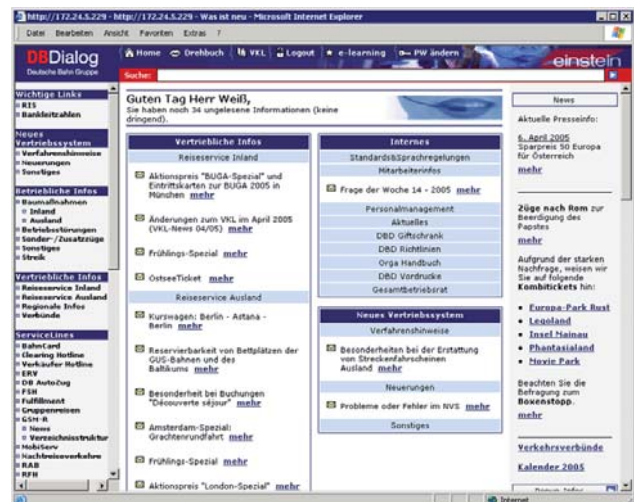 http://172.24.5.229 - http://172.24.5.229 - Was ist neu - Microsoft Internet Explorer
Datei Bearbeiten Ansicht Favoriten Extras ?
DBDialog
Deutsche Bahn Gruppe
Home Drehbuch VKL Logout e-learning PW ändern
einstein
Suche:
Wichtige Links
RIS
Bankleitzahlen
Neues
Vertriebssystem
Verfahrenshinweise
Neuerungen
Sonstiges
Betriebliche Infos
Baumaßnahmen
Inland
Ausland
Betriebsstörungen
Sonder-/Zusatzzüge
Sonstiges
Streik
Vertriebliche Infos
Reiseservice Inland
Reiseservice Ausland
Regionale Infos
Verbünde
ServiceLines
BahnCard
Clearing Hotline
Verkäufer Hotline
ERV
DB AutoZug
FSH
Fulfillment
Gruppenreisen
GSM-R
News
Verzeichnisstruktur
MobiServ
Nachtreiseverkehre
RAB
RFH
Guten Tag Herr Weiß,
Sie haben noch 34 ungelesene Informationen (keine
dringend).
Vertriebliche Infos
Reiseservice Inland
Aktionspreis "BUGA-Spezial" und
Eintrittskarten zur BUGA 2005 in
München mehr
Änderungen zum VKL im April 2005
(VKL-News 04/05) mehr
Frühlings-Spezial mehr
OstseeTicket mehr
Reiseservice Ausland
Kurswagen: Berlin - Astana -
Berlin mehr
Reservierbarkeit von Bettplätzen der
GUS-Bahnen und des
Baltikums mehr
Besonderheit bei Buchungen
"Découverte séjour" mehr
Amsterdam-Spezial:
Grachtenrundfahrt mehr
Frühlings-Spezial mehr
Aktionspreis "London-Spezial" mehr
Internes
Standards&Sprachregelungen
Mitarbeiterinfos
Frage der Woche 14 - 2005 mehr
Personalmanagement
Aktuelles
DBD Giftschrank
DBD Richtlinien
Orga Handbuch
DBD Vordrucke
Gesamtbetriebsrat
Neues Vertriebssystem
Verfahrenshinweise
Besonderheiten bei der Erstattung
von Streckenfahrscheinen
Ausland mehr
Neuerungen
Probleme oder Fehler im NVS mehr
Sonstiges
News
Aktuelle Presseinfo:
6. April 2005
Sparpreis 50 Europa
für Österreich
mehr
Züge nach Rom zur
Beerdigung des
Papstes
mehr
Aufgrund der starken
Nachfrage, weisen wir
Sie auf folgende
Kombitickets hin:
Europa-Park Rust
Legoland
Insel Mainau
Phantasialand
Movie Park
Beachten Sie die
Befragung zum
Boxenstopp.
mehr
Verkehrsverbünde
Kalender 2005
Internet